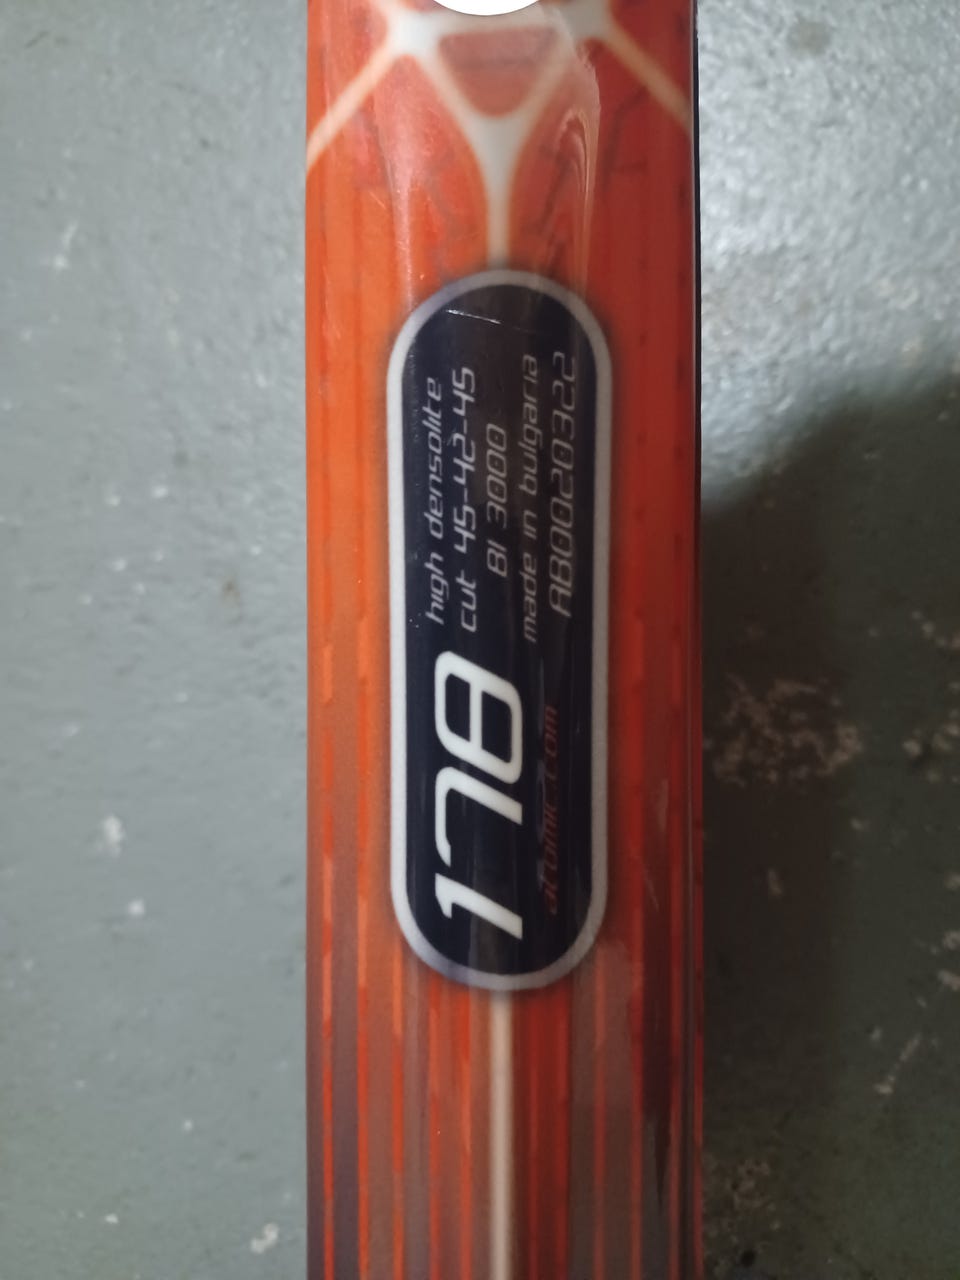 178
high densolite
cut 45-42-45
BI 3000
made in bulgaria
AB0020322
atomic.com